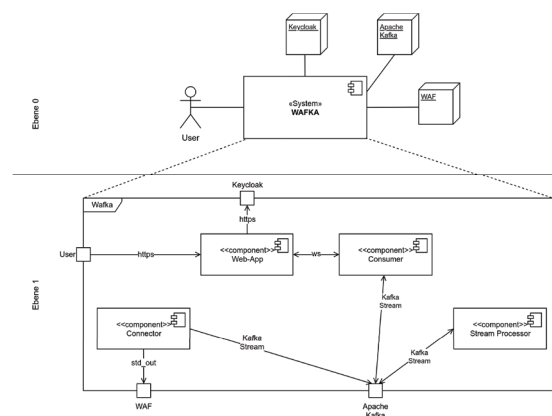 Keycloak
Apache
Kafka
«System»
WAFKA
WAF
User
Ebene 0
Keycloak
Wafka
https
User
https
<<component>>
Web-App
ws
<<component>>
Consumer
Kafka
Stream
Ebene 1
<<component>>
Connector
Kafka
Stream
<<component>>
Stream Processor
Kafka
Stream
std_out
WAF
Apache
Kafka